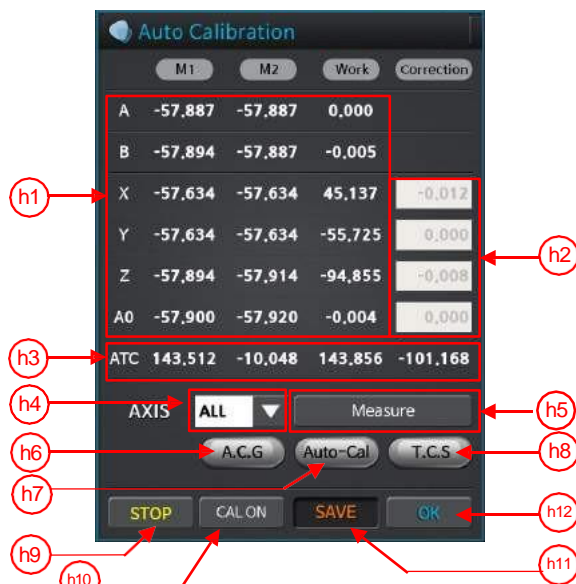 Auto Calibration
M1 M2 Work Correction
A -57,887 -57,887 0,000
B -57,894 -57,887 -0,005
h1 X -57,634 -57,634 45,137 -0,012
Y -57,634 -57,634 -55,725 0,000
h2
Z -57,894 -57,914 -94,855 -0,008
A0 -57,900 -57,920 -0,004 0,000
h3 ATC 143,512 -10,048 143,856 -101,168
h4 AXIS ALL Measure h5
h6 A.C.G Auto-Cal T.C.S h8
h7
STOP CAL ON SAVE OK h12
h9 h11
h10